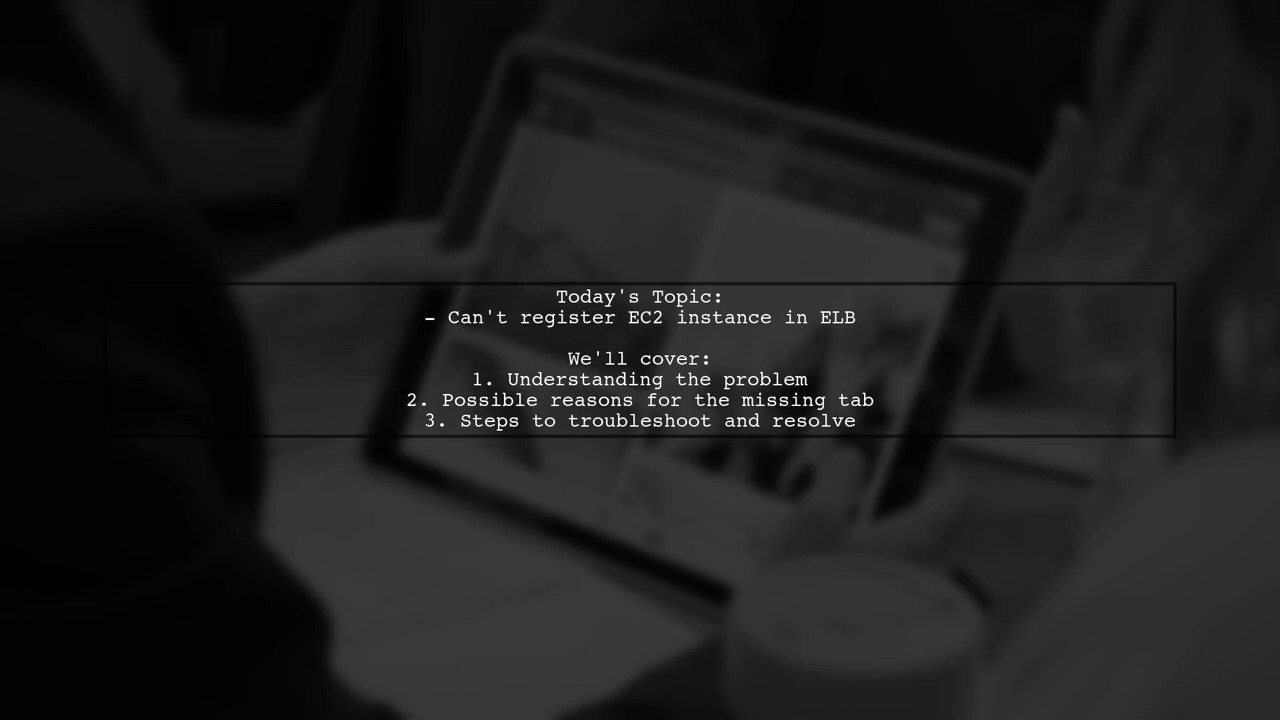 Today's Topic:
– Can't register EC2 instance in ELB
We'll cover:
1. Understanding the problem
2. Possible reasons for the missing tab
3. Steps to troubleshoot and resolve